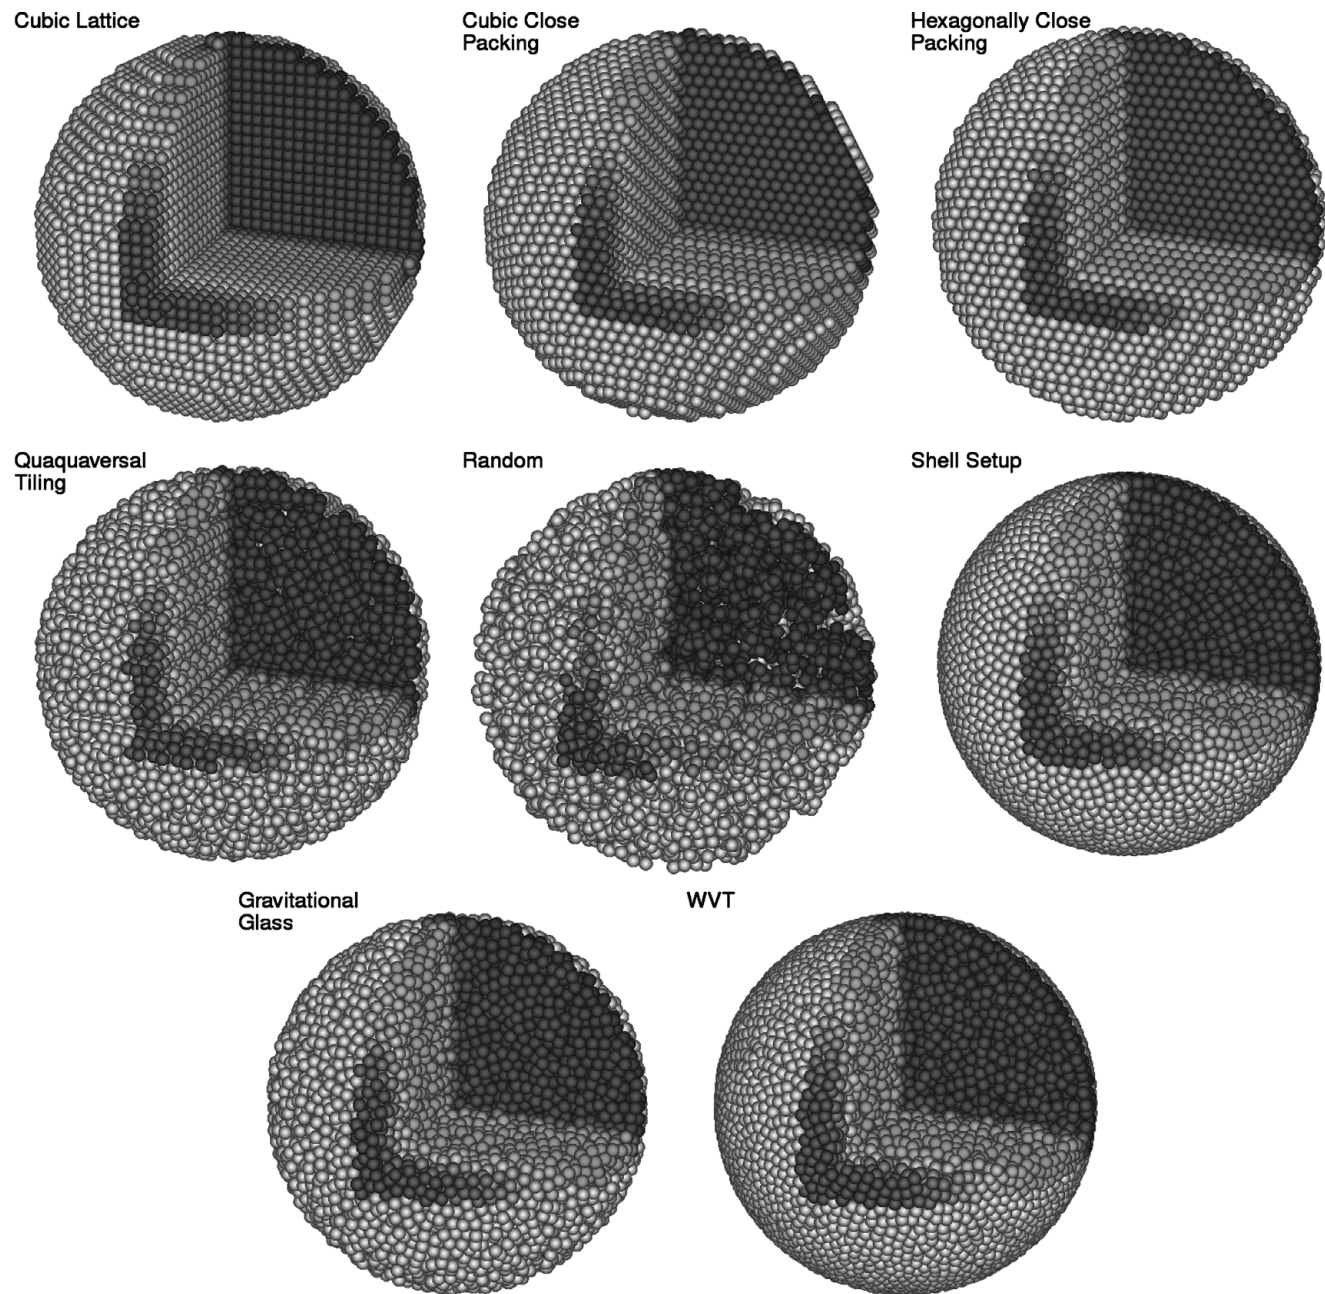 Cubic Lattice
Cubic Close
Packing
Hexagonally Close
Packing
Quaquaversal
Tiling
Random
Shell Setup
Gravitational
Glass
WVT